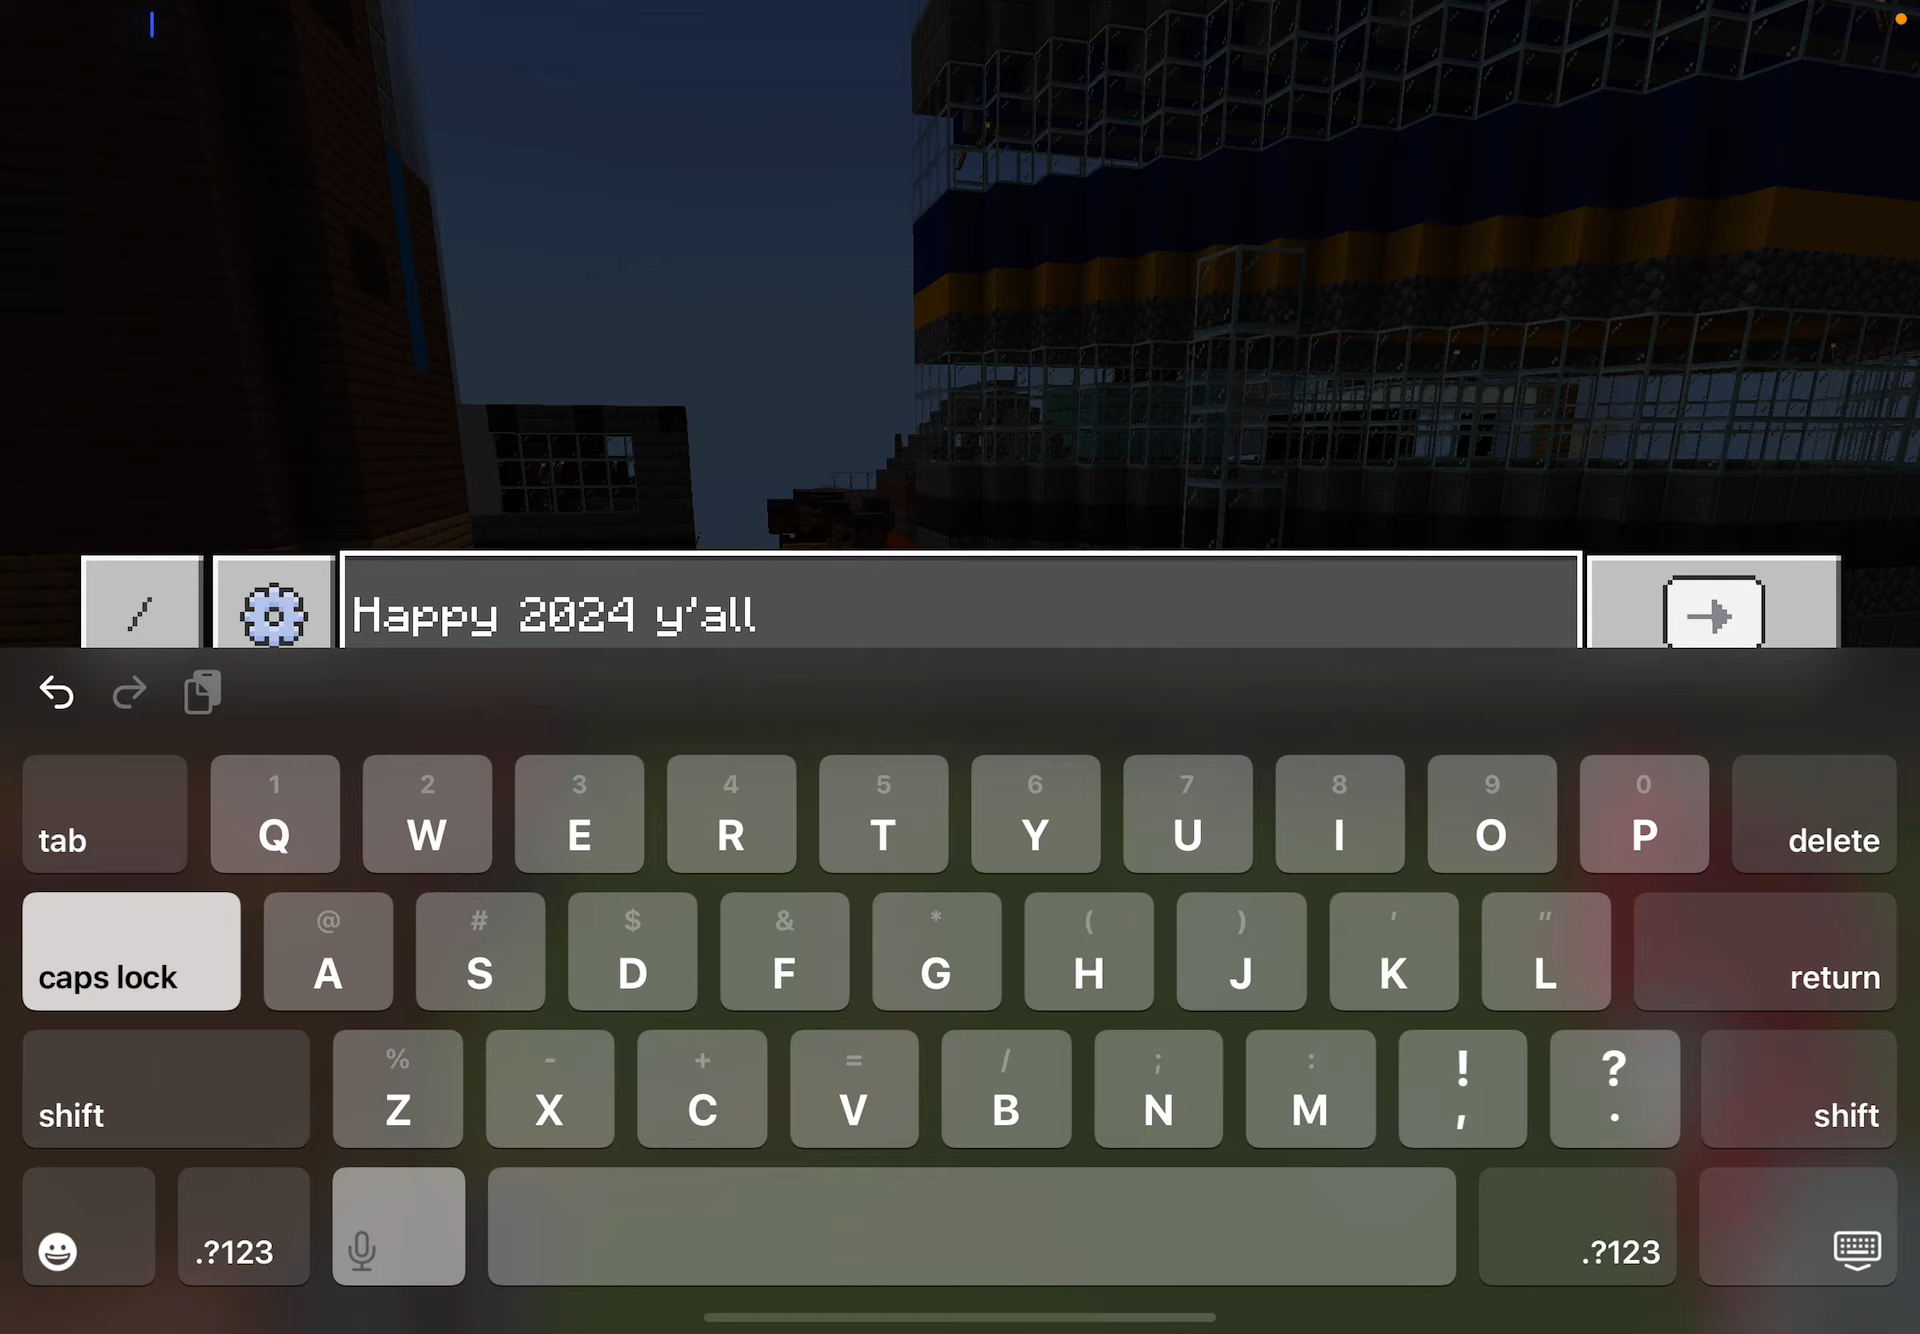 /
Happy 2024 y'all
tab 1 Q 2 W 3 E 4 R 5 T 6 Y 7 U 8 I 9 O 0 P delete
caps lock @ A # S $ D & F * G ( H ) J ' K " L return
shift % Z - X + C = V / B ; N : M ! , ? . shift
.?123 .?123